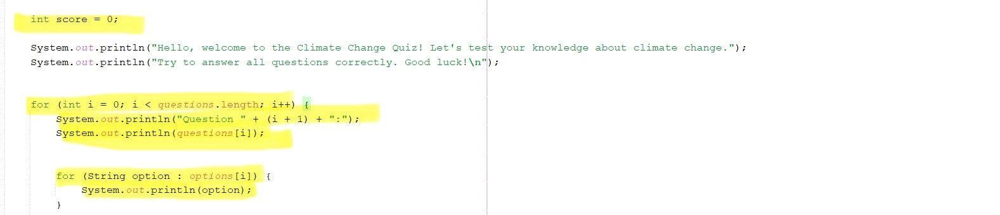 int score = 0;
System.out.println("Hello, welcome to the Climate Change Quiz! Let's test your knowledge about climate change.");
System.out.println("Try to answer all questions correctly. Good luck!\n");
for (int i = 0; i < questions.length; i++) {
System.out.println("Question " + (i + 1) + ":");
System.out.println(questions[i]);
for (String option : options[i]) {
System.out.println(option);
}